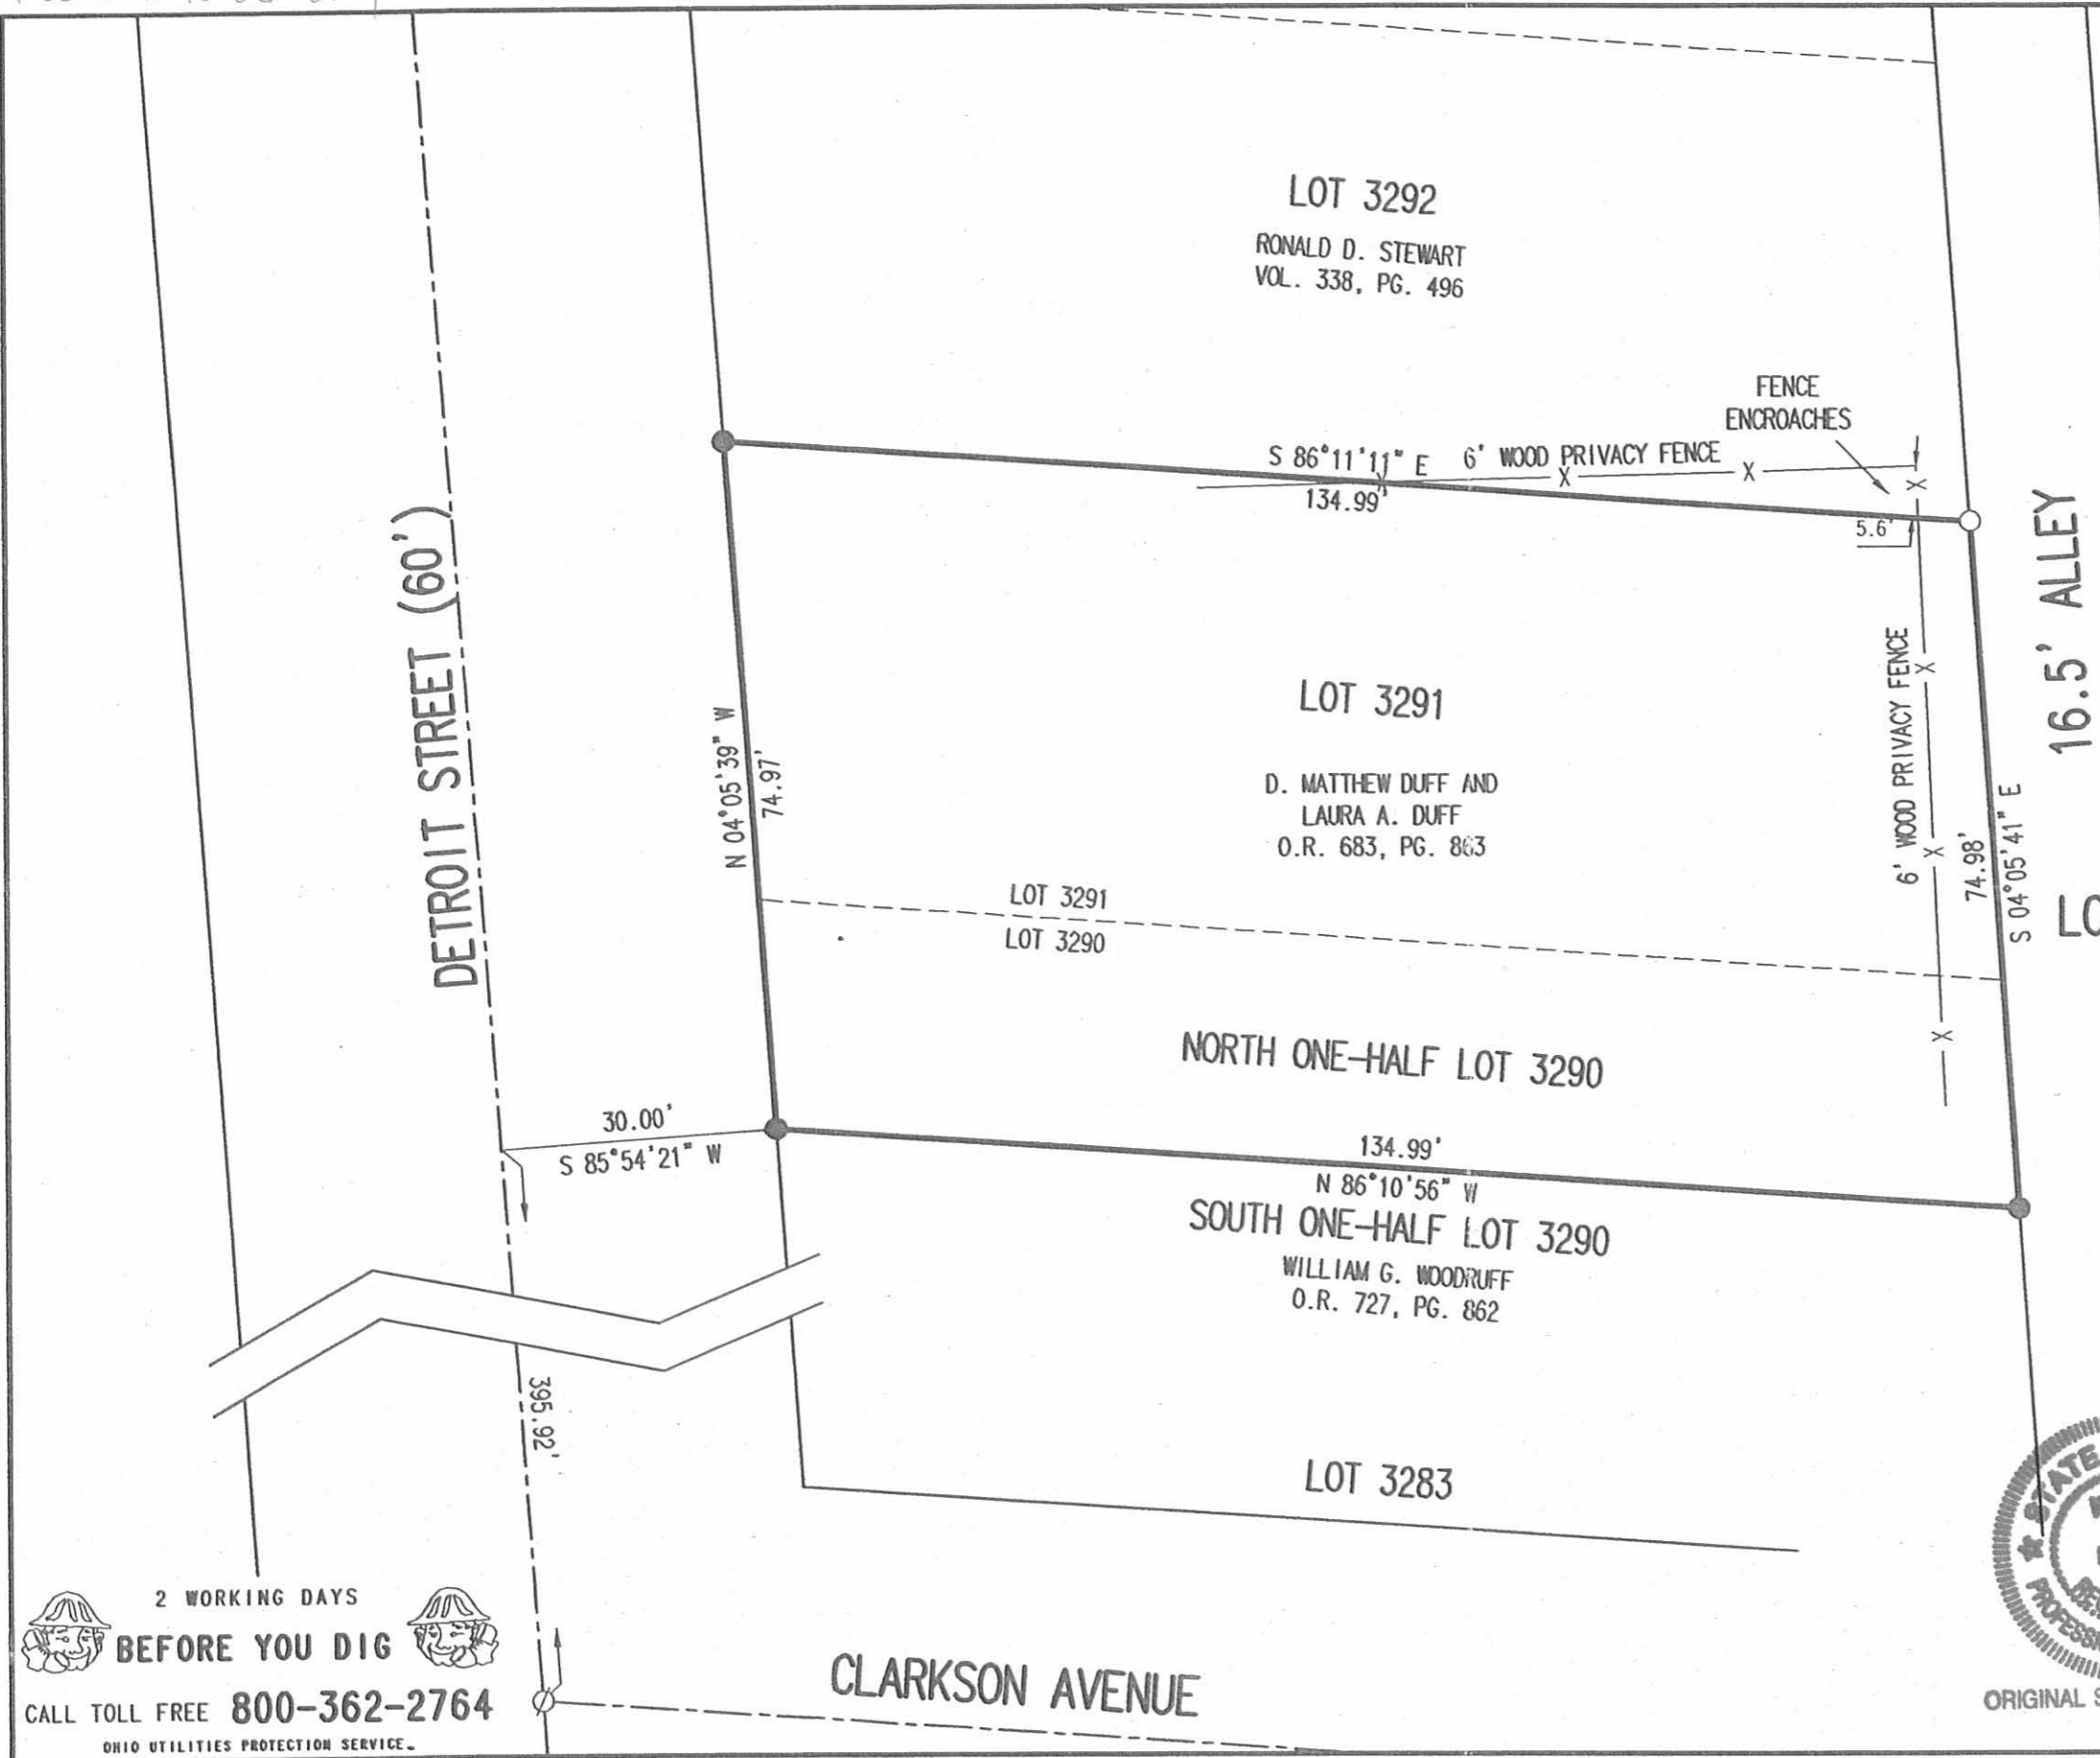 LOT 3292
RONALD D. STEWART
VOL. 338, PG. 496
FENCE
ENCROACHES
S 86°11'11" E 6' WOOD PRIVACY FENCE
134.99'
5.6'
16.5' ALLEY
DETROIT STREET (60')
N 04°05'39" W
74.97'
LOT 3291
D. MATTHEW DUFF AND
LAURA A. DUFF
O.R. 683, PG. 863
6' WOOD PRIVACY FENCE
74.98'
S 04°05'41" E
LOT 3291
LOT 3290
NORTH ONE-HALF LOT 3290
30.00'
S 85°54'21" W
134.99'
N 86°10'56" W
SOUTH ONE-HALF LOT 3290
WILLIAM G. WOODRUFF
O.R. 727, PG. 862
395.92'
LOT 3283
STATE
PROFESS
2 WORKING DAYS
BEFORE YOU DIG
CALL TOLL FREE 800-362-2764
OHIO UTILITIES PROTECTION SERVICE.
CLARKSON AVENUE
ORIGINAL